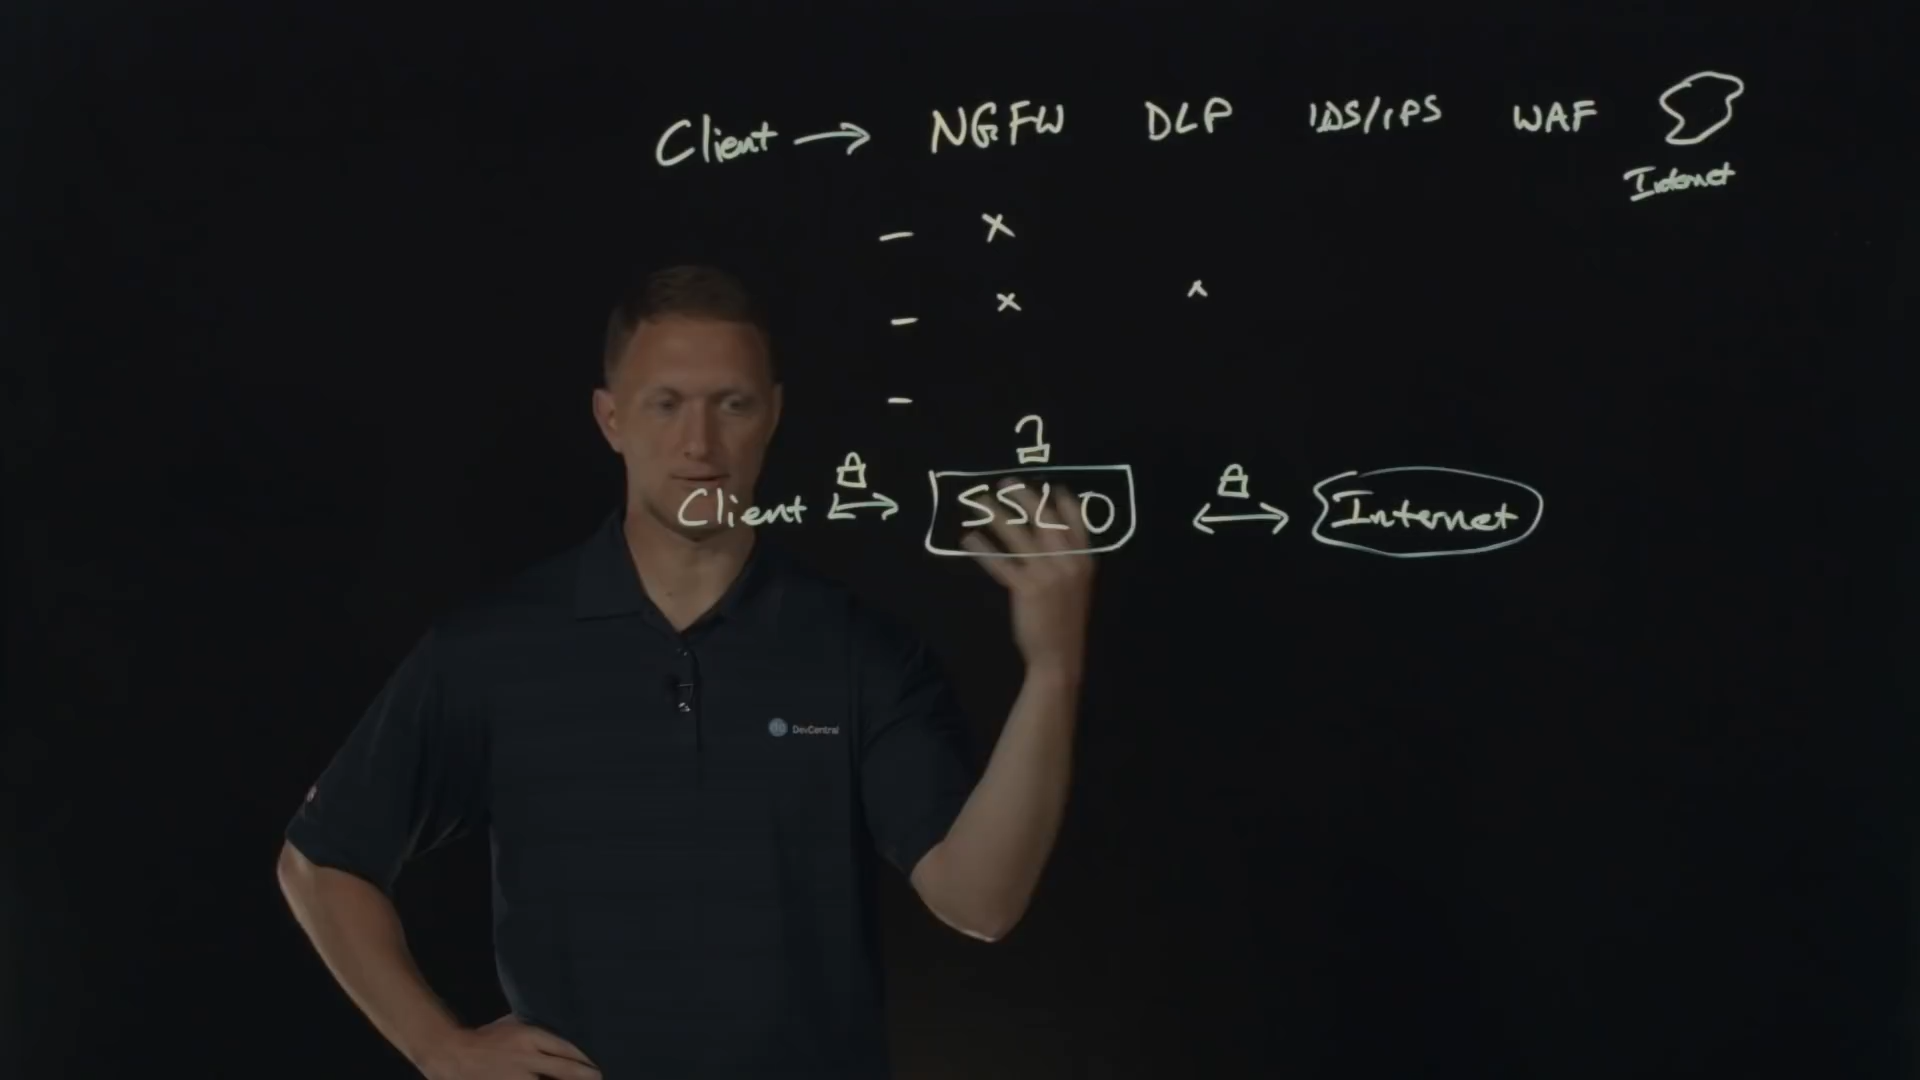 Client → NGFW DLP IDS/IPS WAF
Internet
- x
- x x
-
Client ↔ SSLO ↔ Internet
DevCentral